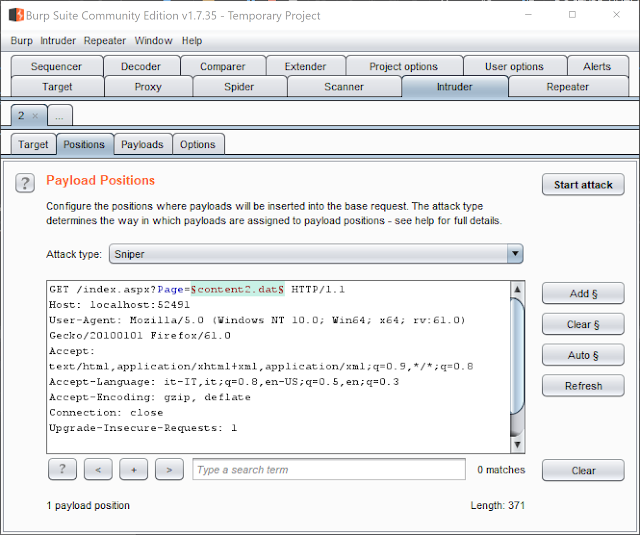 Burp Suite Community Edition v1.7.35 - Temporary Project
Burp Intruder Repeater Window Help
Sequencer Decoder Comparer Extender Project options User options Alerts
Target Proxy Spider Scanner Intruder Repeater
2 × ...
Target Positions Payloads Options
? Payload Positions Start attack
Configure the positions where payloads will be inserted into the base request. The attack type
determines the way in which payloads are assigned to payload positions - see help for full details.
Attack type: Sniper
GET /index.aspx?Page=§content2.dat§ HTTP/1.1
Host: localhost:52491
User-Agent: Mozilla/5.0 (Windows NT 10.0; Win64; x64; rv:61.0)
Gecko/20100101 Firefox/61.0
Accept:
text/html,application/xhtml+xml,application/xml;q=0.9,*/*;q=0.8
Accept-Language: it-IT,it;q=0.8,en-US;q=0.5,en;q=0.3
Accept-Encoding: gzip, deflate
Connection: close
Upgrade-Insecure-Requests: 1
Add §
Clear §
Auto §
Refresh
? < + > Type a search term 0 matches Clear
1 payload position Length: 371